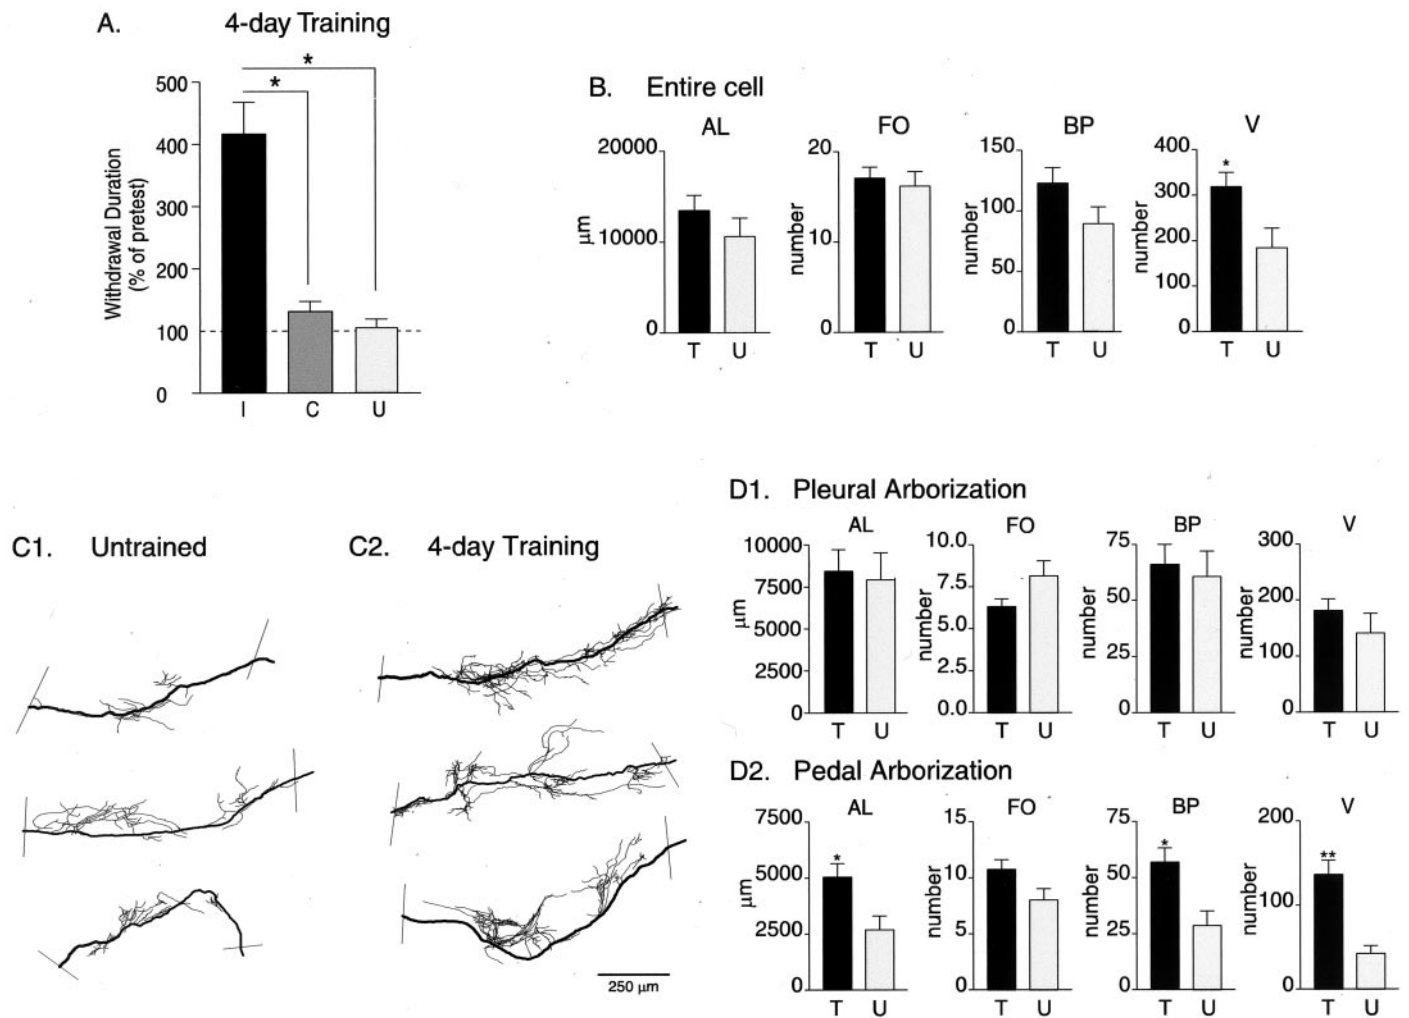 A. 4-day Training
*
*
500
400
300
200
100
0
Withdrawal Duration
(% of pretest)
I C U
B. Entire cell
AL FO BP V
20000
10000
0
μm
T U
20
10
0
number
T U
150
100
50
0
number
T U
400
300
200
100
0
number
*
T U
C1. Untrained
C2. 4-day Training
250 μm
D1. Pleural Arborization
AL FO BP V
10000
7500
5000
2500
0
μm
T U
10.0
7.5
5.0
2.5
0.0
number
T U
75
50
25
0
number
T U
300
200
100
0
number
T U
D2. Pedal Arborization
AL FO BP V
7500
5000
2500
0
μm
*
T U
15
10
5
0
number
T U
75
50
25
0
number
*
T U
200
100
0
number
**
T U